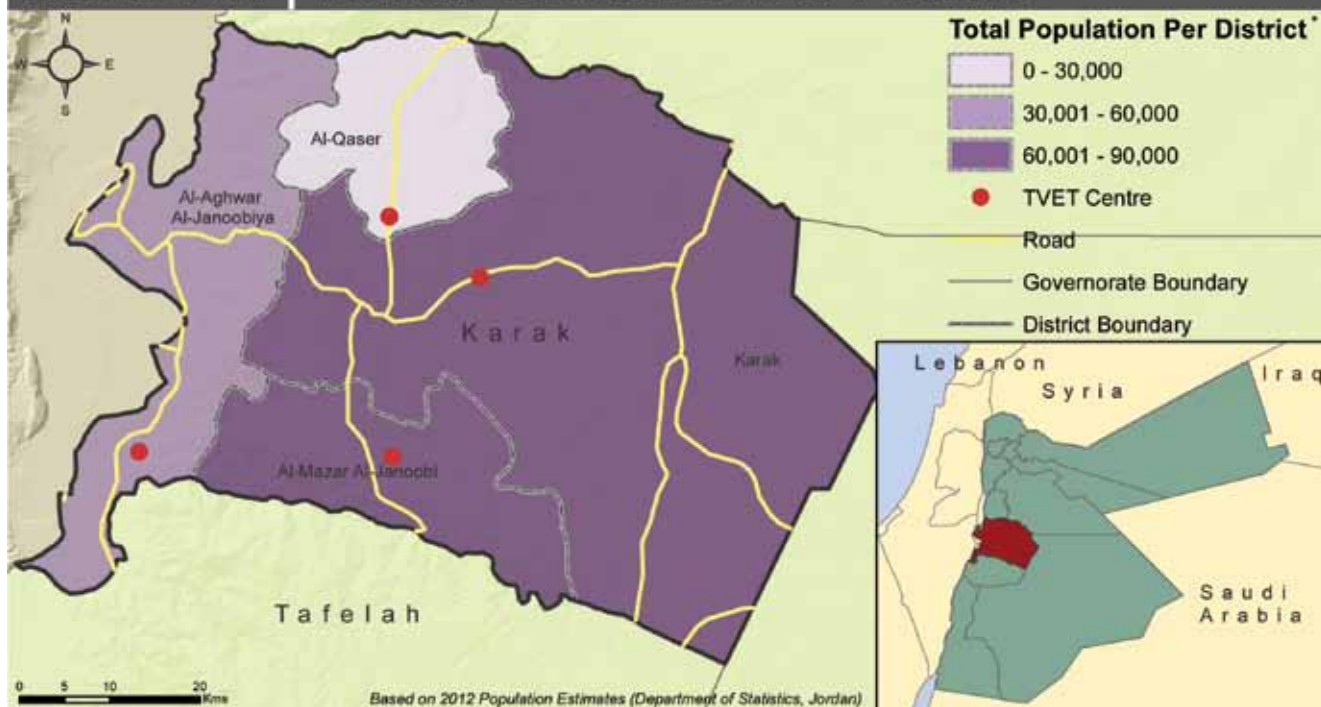 N
W
E
S
Al-Qaser
Al-Aghwar
Al-Janoobiya
Karak
Karak
Al-Mazar Al-Janoobi
Tafelah
0 5 10 20
Kms
Based on 2012 Population Estimates (Department of Statistics, Jordan)
Total Population Per District*
0 - 30,000
30,001 - 60,000
60,001 - 90,000
TVET Centre
Road
Governorate Boundary
District Boundary
Lebanon
Syria
Iraq
Saudi
Arabia